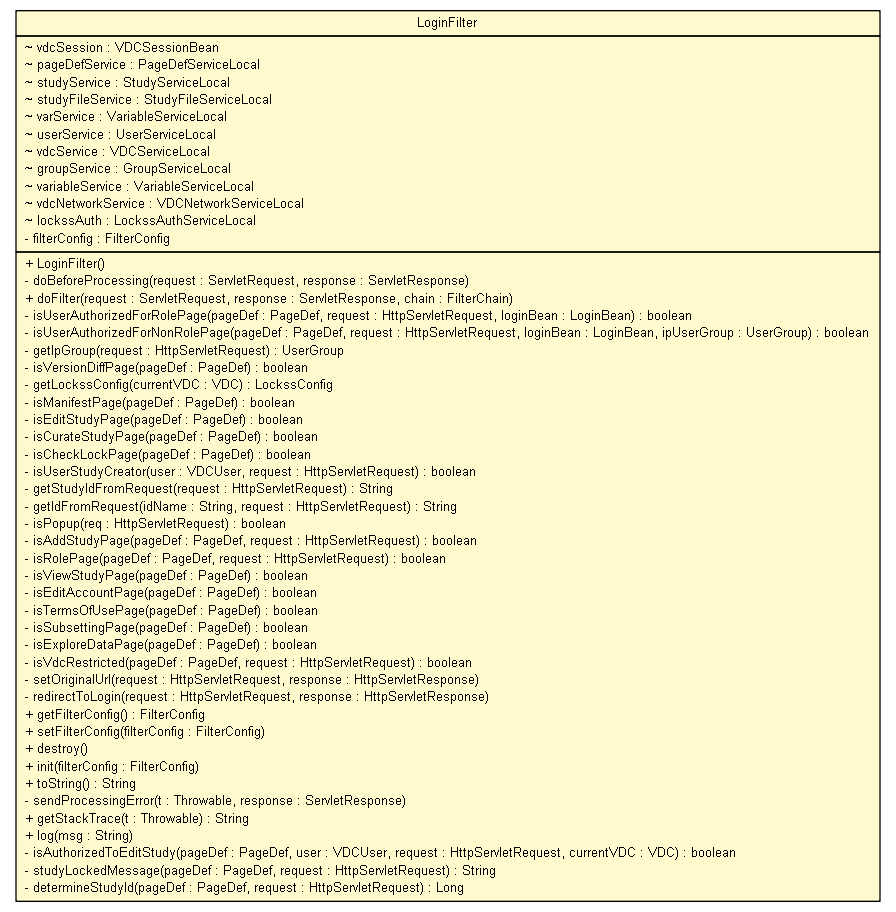 LoginFilter
~ vdcSession : VDCSessionBean
~ pageDefService : PageDefServiceLocal
~ studyService : StudyServiceLocal
~ studyFileService : StudyFileServiceLocal
~ varService : VariableServiceLocal
~ userService : UserServiceLocal
~ vdcService : VDCServiceLocal
~ groupService : GroupServiceLocal
~ variableService : VariableServiceLocal
~ vdcNetworkService : VDCNetworkServiceLocal
~ lockssAuth : LockssAuthServiceLocal
- filterConfig : FilterConfig
+ LoginFilter()
- doBeforeProcessing(request : ServletRequest, response : ServletResponse)
+ doFilter(request : ServletRequest, response : ServletResponse, chain : FilterChain)
- isUserAuthorizedForRolePage(pageDef : PageDef, request : HttpServletRequest, loginBean : LoginBean) : boolean
- isUserAuthorizedForNonRolePage(pageDef : PageDef, request : HttpServletRequest, loginBean : LoginBean, ipUserGroup : UserGroup) : boolean
- getIpGroup(request : HttpServletRequest) : UserGroup
- isVersionDiffPage(pageDef : PageDef) : boolean
- getLockssConfig(currentVDC : VDC) : LockssConfig
- isManifestPage(pageDef : PageDef) : boolean
- isEditStudyPage(pageDef : PageDef) : boolean
- isCurateStudyPage(pageDef : PageDef) : boolean
- isCheckLockPage(pageDef : PageDef) : boolean
- isUserStudyCreator(user : VDCUser, request : HttpServletRequest) : boolean
- getStudyIdFromRequest(request : HttpServletRequest) : String
- getIdFromRequest(idName : String, request : HttpServletRequest) : String
- isPopup(req : HttpServletRequest) : boolean
- isAddStudyPage(pageDef : PageDef, request : HttpServletRequest) : boolean
- isRolePage(pageDef : PageDef, request : HttpServletRequest) : boolean
- isViewStudyPage(pageDef : PageDef) : boolean
- isEditAccountPage(pageDef : PageDef) : boolean
- isTermsOfUsePage(pageDef : PageDef) : boolean
- isSubsettingPage(pageDef : PageDef) : boolean
- isExploreDataPage(pageDef : PageDef) : boolean
- isVdcRestricted(pageDef : PageDef, request : HttpServletRequest) : boolean
- setOriginalUrl(request : HttpServletRequest, response : HttpServletResponse)
- redirectToLogin(request : HttpServletRequest, response : HttpServletResponse)
+ getFilterConfig() : FilterConfig
+ setFilterConfig(filterConfig : FilterConfig)
+ destroy()
+ init(filterConfig : FilterConfig)
+ toString() : String
- sendProcessingError(t : Throwable, response : ServletResponse)
+ getStackTrace(t : Throwable) : String
+ log(msg : String)
- isAuthorizedToEditStudy(pageDef : PageDef, user : VDCUser, request : HttpServletRequest, currentVDC : VDC) : boolean
- studyLockedMessage(pageDef : PageDef, request : HttpServletRequest) : String
- determineStudyId(pageDef : PageDef, request : HttpServletRequest) : Long